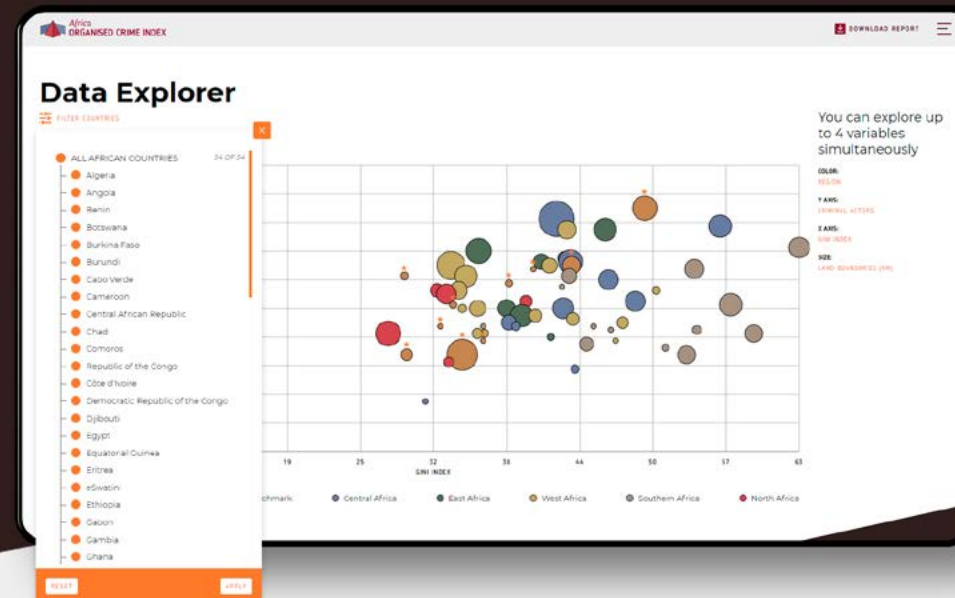 Africa
ORGANISED CRIME INDEX
DOWNLOAD REPORT
Data Explorer
FILTER COUNTRIES
ALL AFRICAN COUNTRIES 54 OF 54
Algeria
Angola
Benin
Botswana
Burkina Faso
Burundi
Cabo Verde
Cameroon
Central African Republic
Chad
Comoros
Republic of the Congo
Côte d'Ivoire
Democratic Republic of the Congo
Djibouti
Egypt
Equatorial Guinea
Eritrea
eSwatini
Ethiopia
Gabon
Gambia
Ghana
RESET APPLY
19 25 32 38 44 50 57 63
GINI INDEX
chmark Central Africa East Africa West Africa Southern Africa North Africa
You can explore up
to 4 variables
simultaneously
COLOR:
REGION
Y AXIS:
CRIMINAL ACTORS
X AXIS:
GINI INDEX
SIZE:
LAND BOUNDARIES (KM)